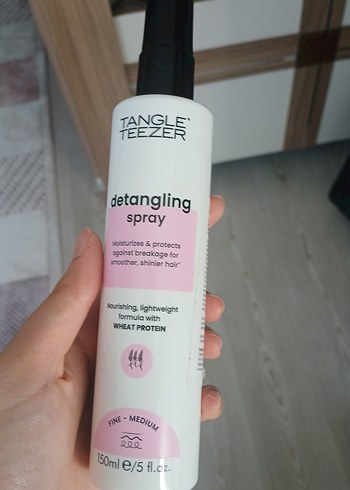 TANGLE®
TEEZER
detangling
spray
Moisturizes & protects
against breakage for
smoother, shinier hair*
Nourishing, lightweight
formula with
WHEAT PROTEIN
FINE - MEDIUM
150ml e/5 fl.oz.